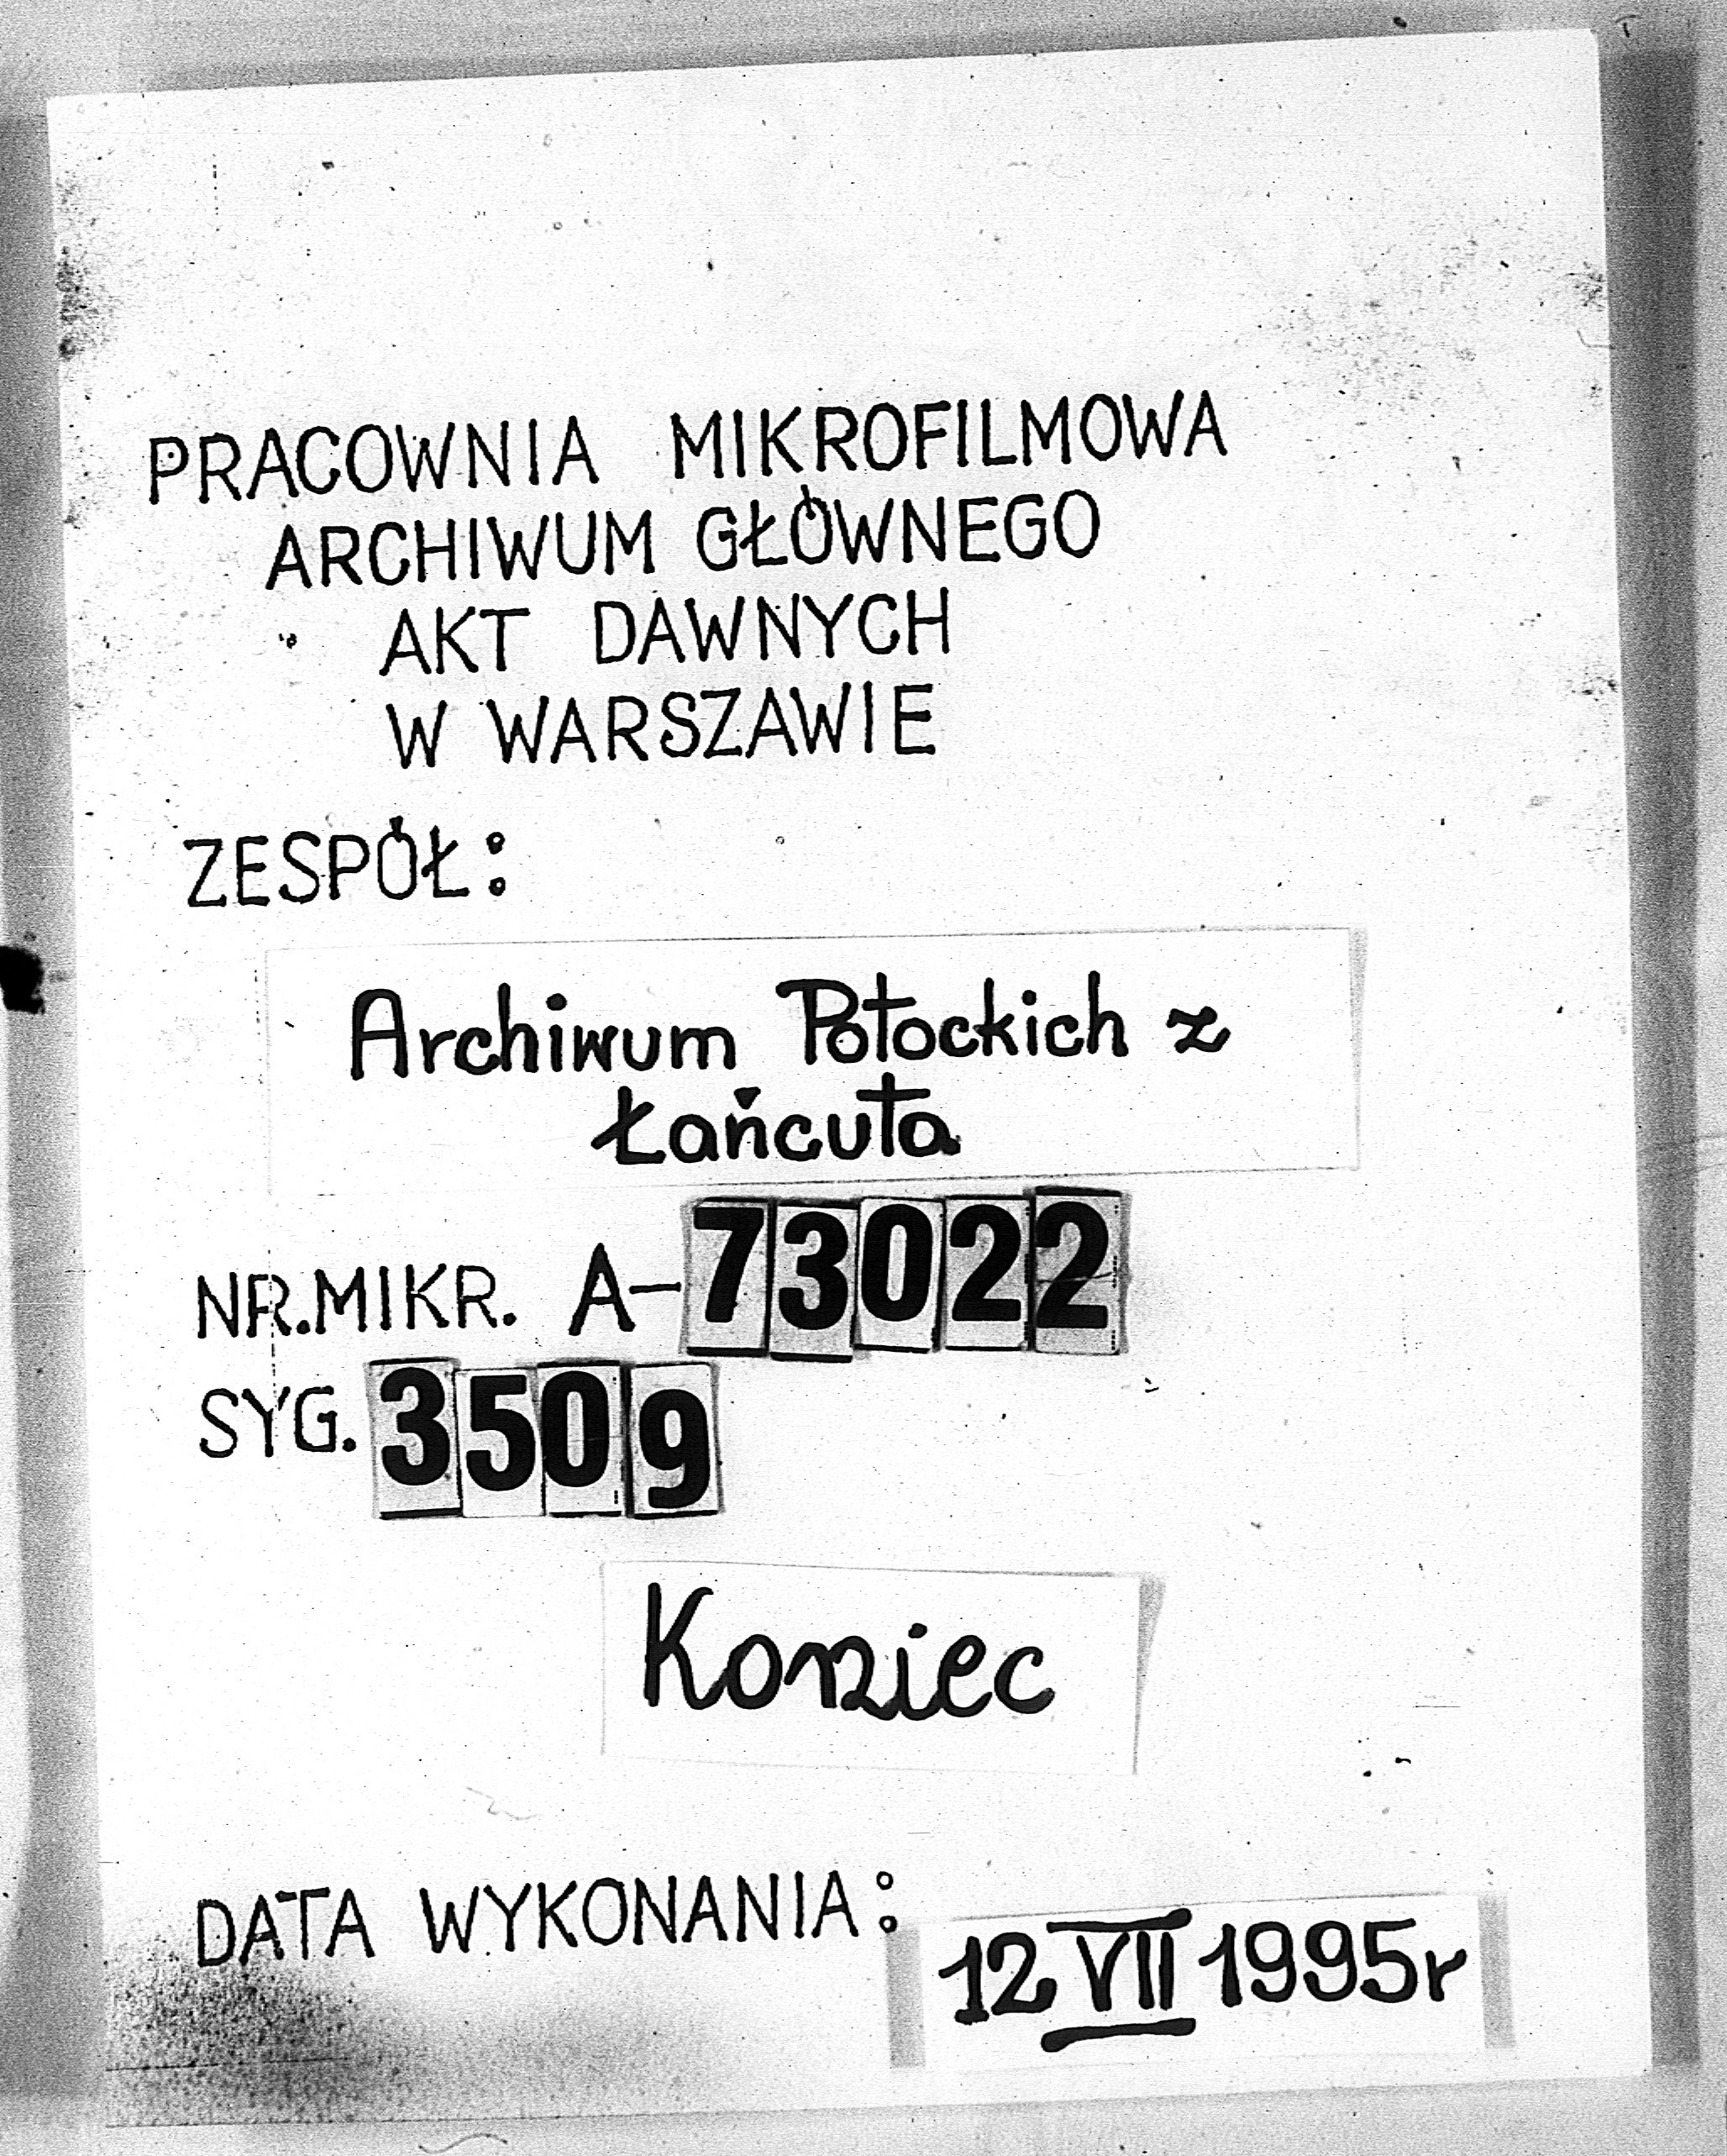 PRACOWNIA MIKROFILMOWA
ARCHIWUM GŁÓWNEGO
AKT DAWNYCH
W WARSZAWIE
ZESPÓŁ:
Archiwum Potockich z
Łańcuta
NR.MIKR. A-73022
SYG. 3509
Koniec
DATA WYKONANIA: 12 VII 1995r